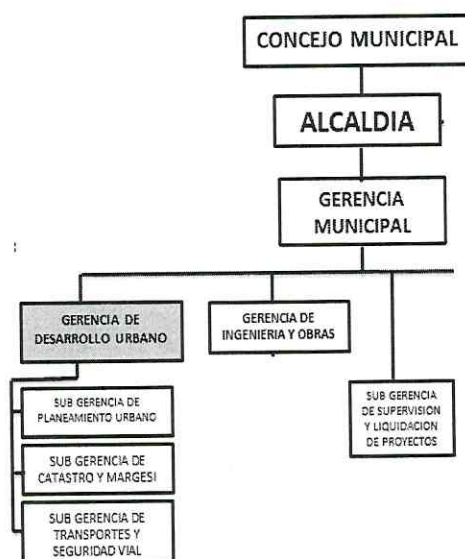 CONCEJO MUNICIPAL
ALCALDIA
GERENCIA
MUNICIPAL
GERENCIA DE
DESARROLLO URBANO
GERENCIA DE
INGENIERIA Y OBRAS
SUB GERENCIA DE
PLANEAMIENTO URBANO
SUB GERENCIA
DE SUPERVISION
Y LIQUIDACION
DE PROYECTOS
SUB GERENCIA DE
CATASTRO Y MARGESI
SUB GERENCIA DE
TRANSPORTES Y
SEGURIDAD VIAL